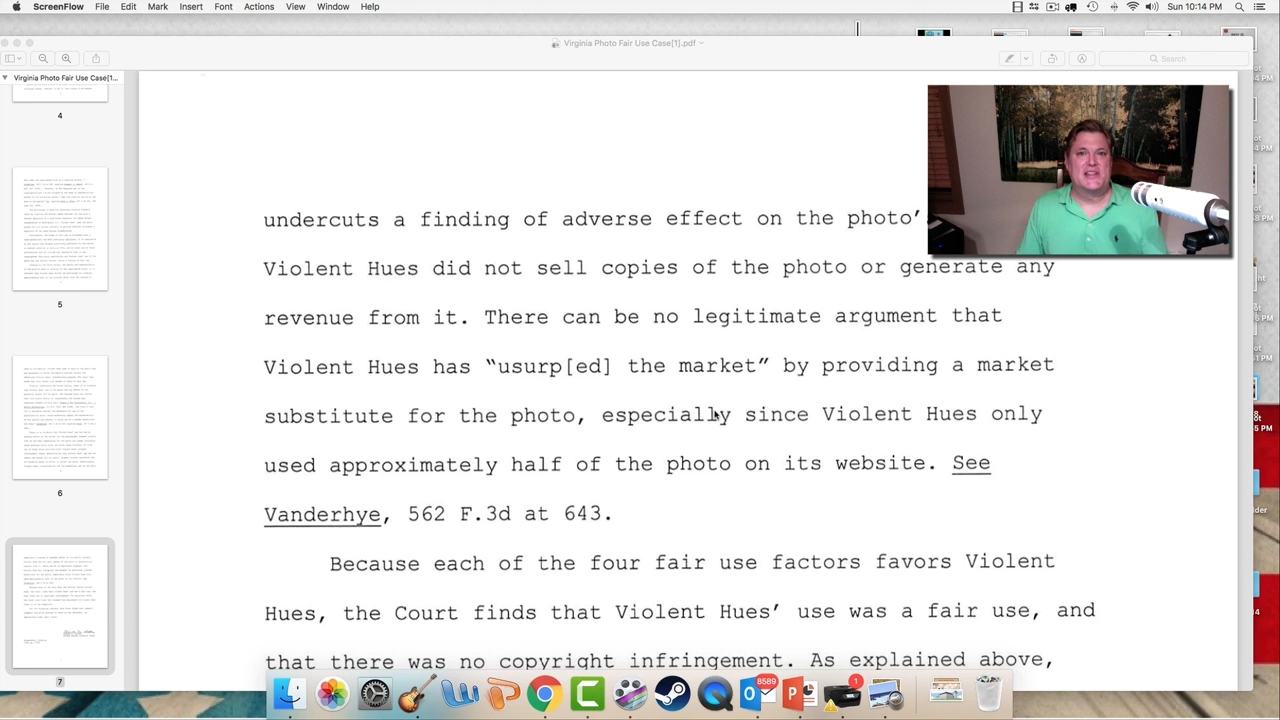 ScreenFlow File Edit Mark Insert Font Actions View Window Help Sun 10:14 PM
Virginia Photo Fair Use Case[1].pdf
Search
Virginia Photo Fair Use Case[1]...
4
5
6
7
undercuts a finding of adverse effect on the photo's
Violent Hues did not sell copies of the photo or generate any
revenue from it. There can be no legitimate argument that
Violent Hues has "usurp[ed] the market" by providing a market
substitute for the photo, especially since Violent Hues only
used approximately half of the photo on its website. See
Vanderhye, 562 F.3d at 643.
Because each of the four fair use factors favors Violent
Hues, the Court finds that Violent Hues' use was a fair use, and
that there was no copyright infringement. As explained above,
8589
1